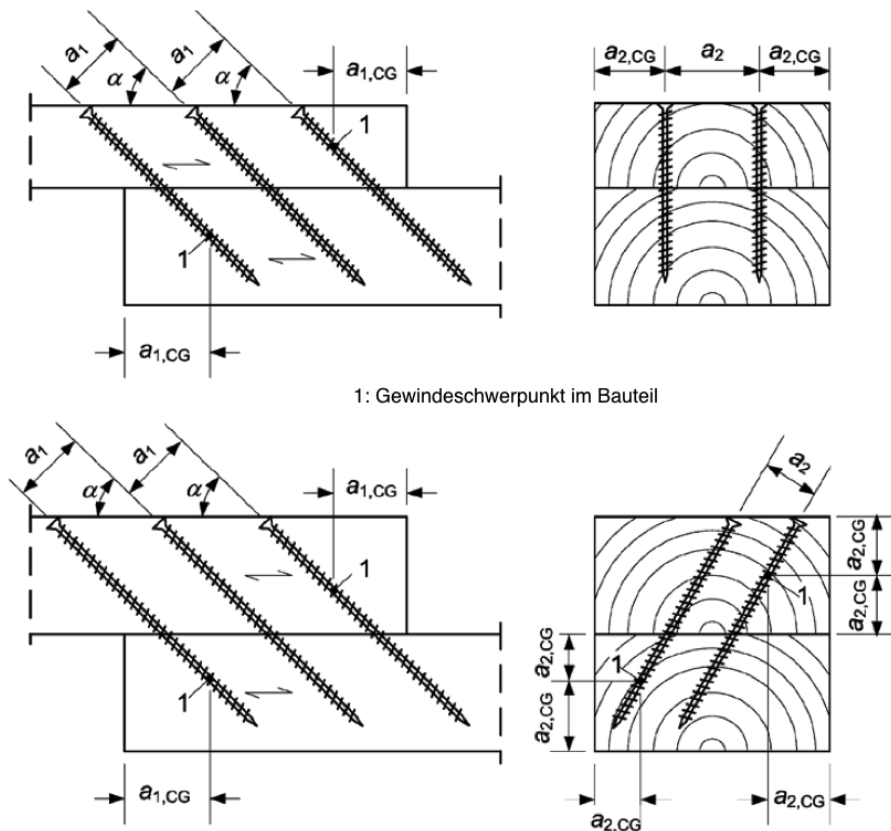 a1 a1 a1,CG a2,CG a2 a2,CG
α α
1
1
a1,CG
1: Gewindeschwerpunkt im Bauteil
a1 a1 a1,CG a2
α α
a2,CG
1 1
a2,CG
a2,CG
1 1
a2,CG
a1,CG
a2,CG a2,CG